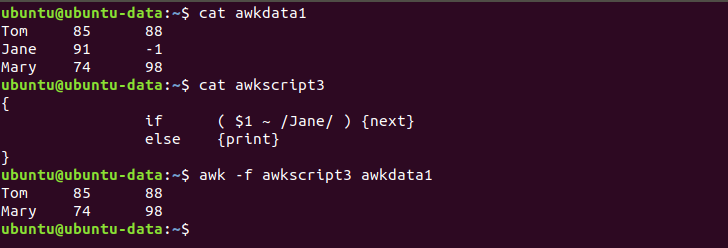 ubuntu@ubuntu-data:~$ cat awkdata1
Tom     85      88
Jane    91      -1
Mary    74      98
ubuntu@ubuntu-data:~$ cat awkscript3
{
                if      ( $1 ~ /Jane/ ) {next}
                else    {print}
}
ubuntu@ubuntu-data:~$ awk -f awkscript3 awkdata1
Tom     85      88
Mary    74      98
ubuntu@ubuntu-data:~$